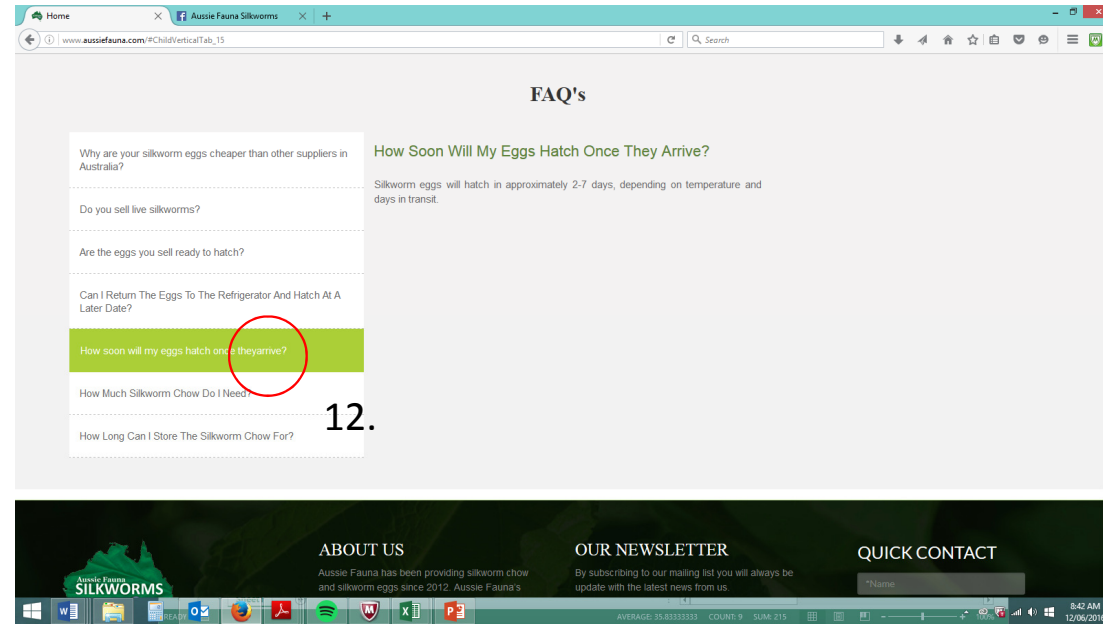 Home
Aussie Fauna Silkworms
www.aussiefauna.com/#ChildVerticalTab_15
Search
FAQ's
Why are your silkworm eggs cheaper than other suppliers in
Australia?
Do you sell live silkworms?
Are the eggs you sell ready to hatch?
Can I Return The Eggs To The Refrigerator And Hatch At A
Later Date?
How soon will my eggs hatch once theyarrive?
How Much Silkworm Chow Do I Need?
How Long Can I Store The Silkworm Chow For?
12.
How Soon Will My Eggs Hatch Once They Arrive?
Silkworm eggs will hatch in approximately 2-7 days, depending on temperature and
days in transit.
Aussie Fauna
SILKWORMS
ABOUT US
Aussie Fauna has been providing silkworm chow
and silkworm eggs since 2012. Aussie Fauna's
OUR NEWSLETTER
By subscribing to our mailing list you will always be
update with the latest news from us.
QUICK CONTACT
*Name
READY
AVERAGE: 35.83333333 COUNT: 9 SUM: 215
100%
8:42 AM
12/06/2016